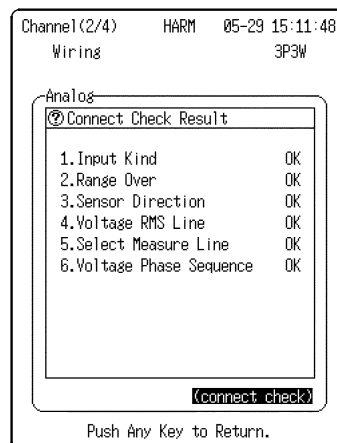 Channel(2/4) HARM 05-29 15:11:48
Wiring 3P3W
Analog
? Connect Check Result
1.Input Kind OK
2.Range Over OK
3.Sensor Direction OK
4.Voltage RMS Line OK
5.Select Measure Line OK
6.Voltage Phase Sequence OK
(connect check)
Push Any Key to Return.